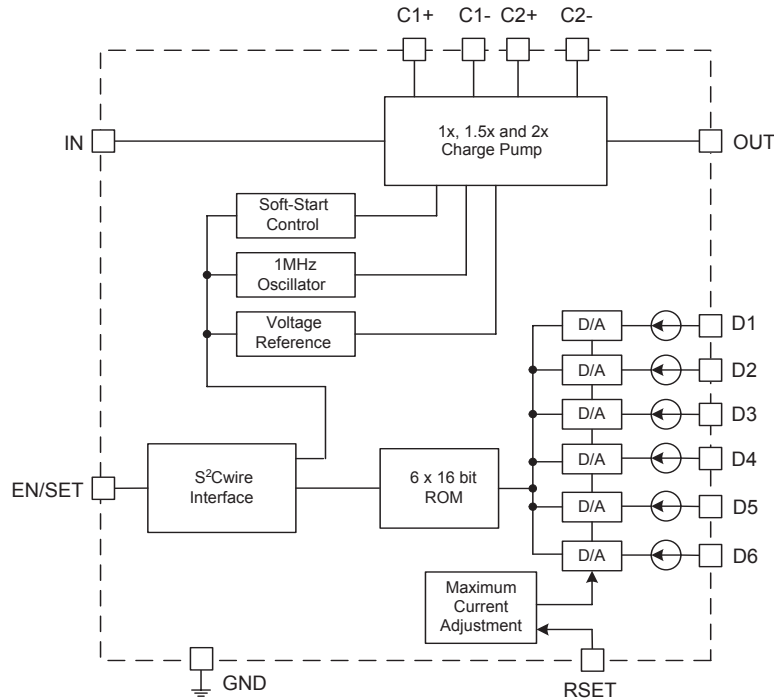 C1+ C1- C2+ C2-
IN
1x, 1.5x and 2x
Charge Pump
OUT
Soft-Start
Control
1MHz
Oscillator
Voltage
Reference
D/A
D1
D/A
D2
D/A
D3
D/A
D4
D/A
D5
D/A
D6
EN/SET
S²Cwire
Interface
6 x 16 bit
ROM
Maximum
Current
Adjustment
GND
RSET